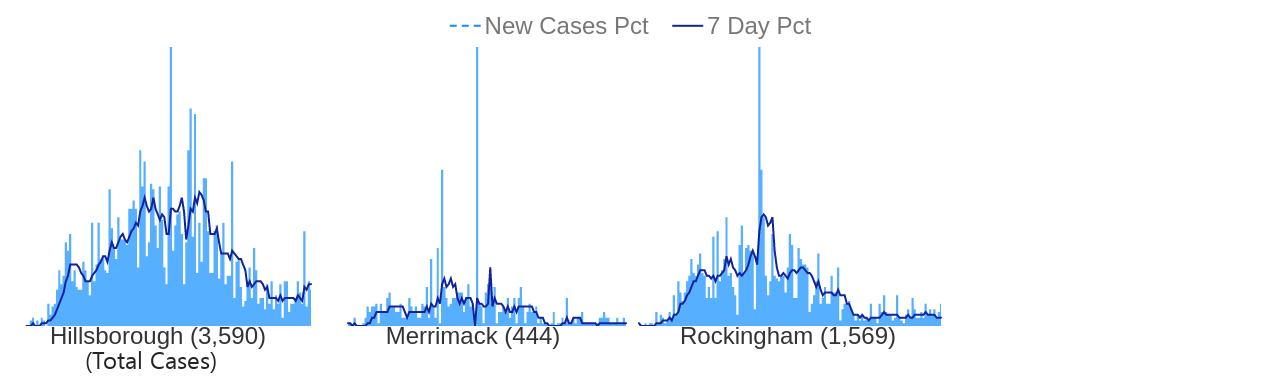 New Cases Pct 7 Day Pct
Hillsborough (3,590) Merrimack (444) Rockingham (1,569)
(Total Cases)